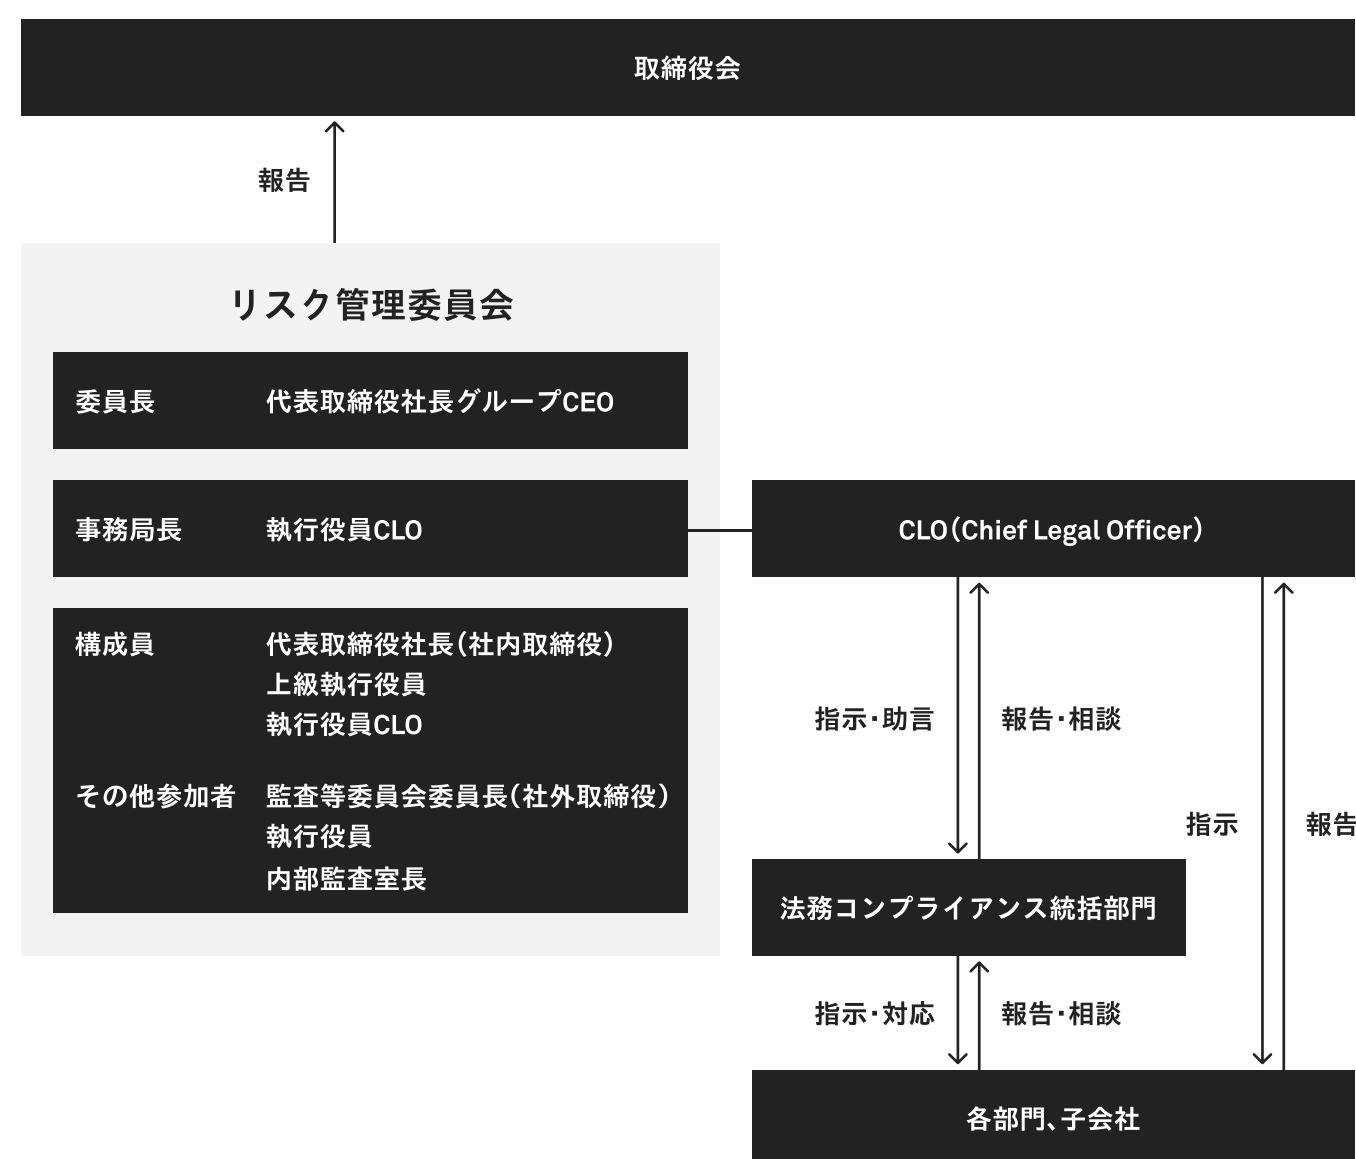 取締役会
報告
リスク管理委員会
委員長 代表取締役社長グループCEO
事務局長 執行役員CLO
CLO(Chief Legal Officer)
構成員 代表取締役社長(社内取締役)
上級執行役員
執行役員CLO
その他参加者 監査等委員会委員長(社外取締役)
執行役員
内部監査室長
指示・助言
報告・相談
指示
報告
法務コンプライアンス統括部門
指示・対応
報告・相談
各部門、子会社